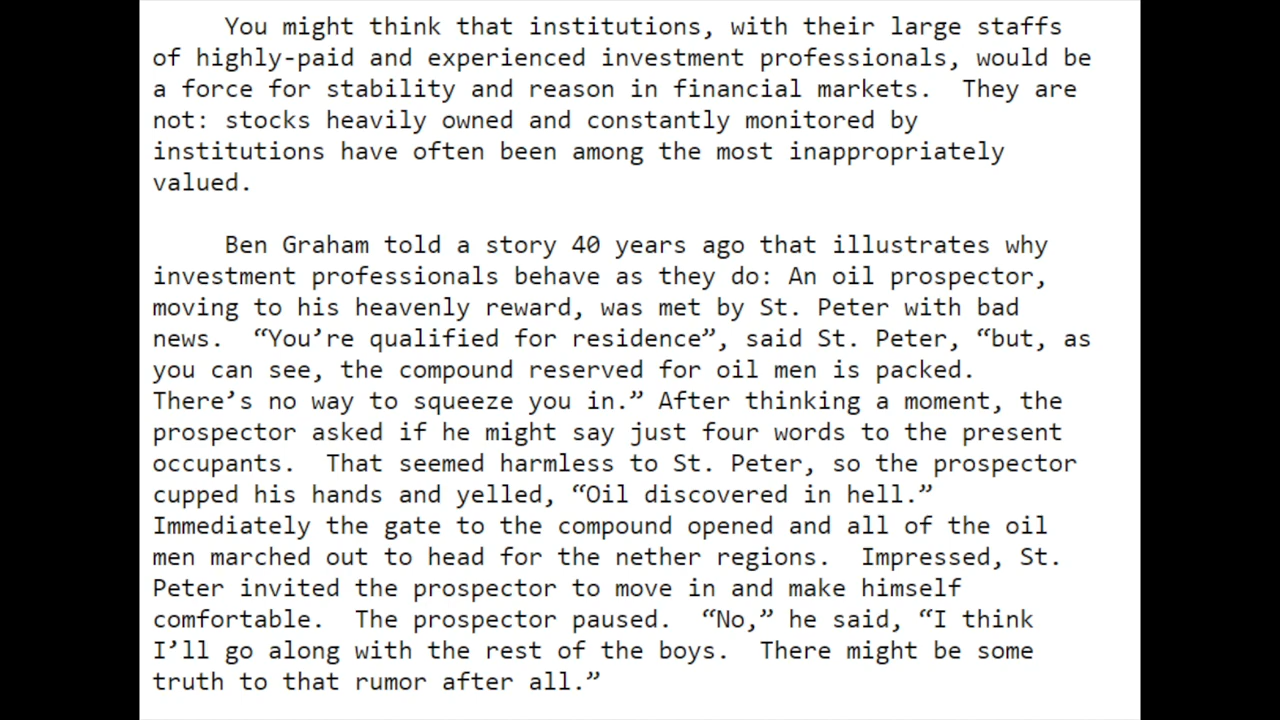 You might think that institutions, with their large staffs
of highly-paid and experienced investment professionals, would be
a force for stability and reason in financial markets.  They are
not: stocks heavily owned and constantly monitored by
institutions have often been among the most inappropriately
valued.

Ben Graham told a story 40 years ago that illustrates why
investment professionals behave as they do: An oil prospector,
moving to his heavenly reward, was met by St. Peter with bad
news.  “You’re qualified for residence”, said St. Peter, “but, as
you can see, the compound reserved for oil men is packed.
There’s no way to squeeze you in.” After thinking a moment, the
prospector asked if he might say just four words to the present
occupants.  That seemed harmless to St. Peter, so the prospector
cupped his hands and yelled, “Oil discovered in hell.”
Immediately the gate to the compound opened and all of the oil
men marched out to head for the nether regions.  Impressed, St.
Peter invited the prospector to move in and make himself
comfortable.  The prospector paused.  “No,” he said, “I think
I’ll go along with the rest of the boys.  There might be some
truth to that rumor after all.”